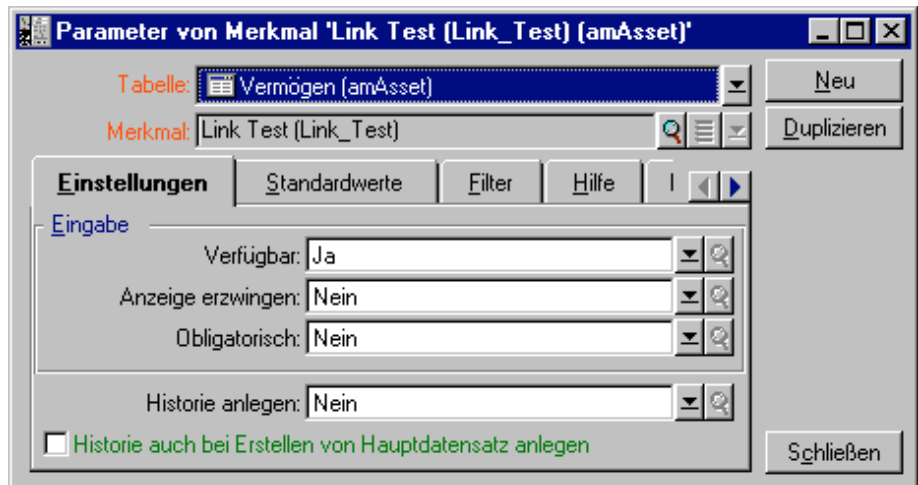 Parameter von Merkmal 'Link Test (Link_Test) (amAsset)'
Tabelle: Vermögen (amAsset)
Neu
Merkmal: Link Test (Link_Test)
Duplizieren
Einstellungen Standardwerte Filter Hilfe
Eingabe
Verfügbar: Ja
Anzeige erzwingen: Nein
Obligatorisch: Nein
Historie anlegen: Nein
Historie auch bei Erstellen von Hauptdatensatz anlegen
Schließen